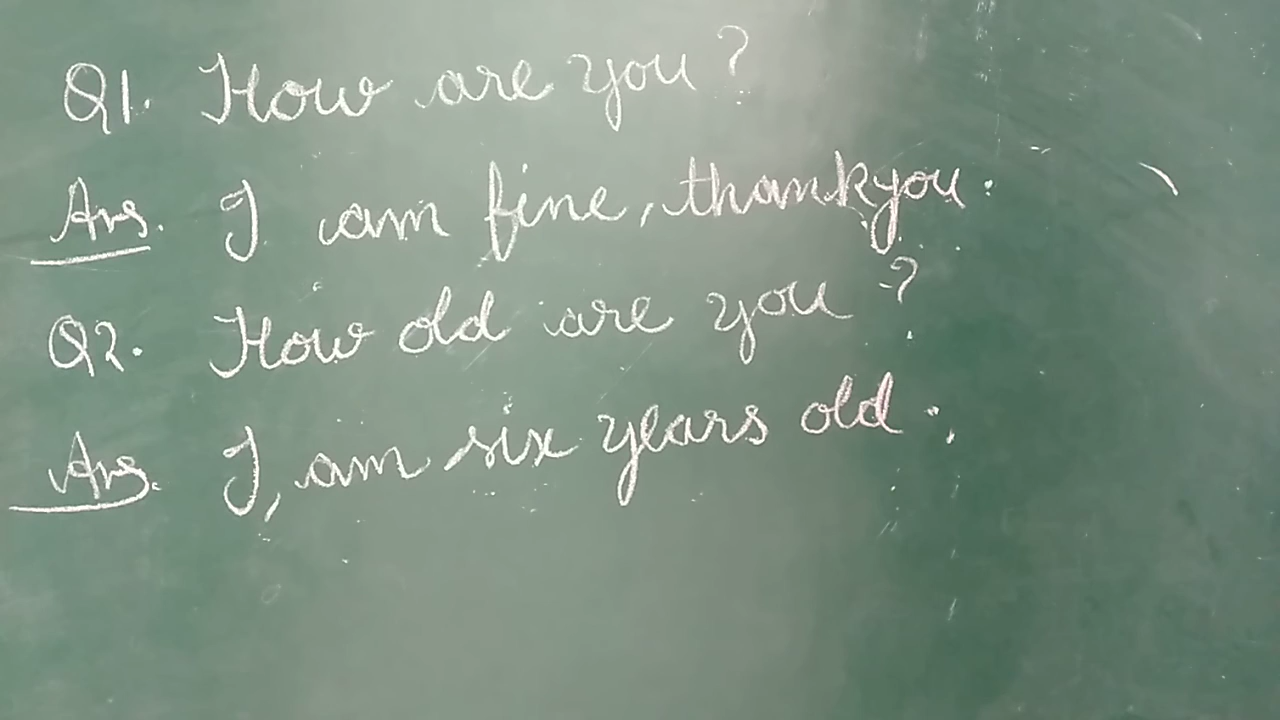 Q1. How are you?
Ans. I am fine, thankyou.
Q2. How old are you?
Ans. I, am six years old.